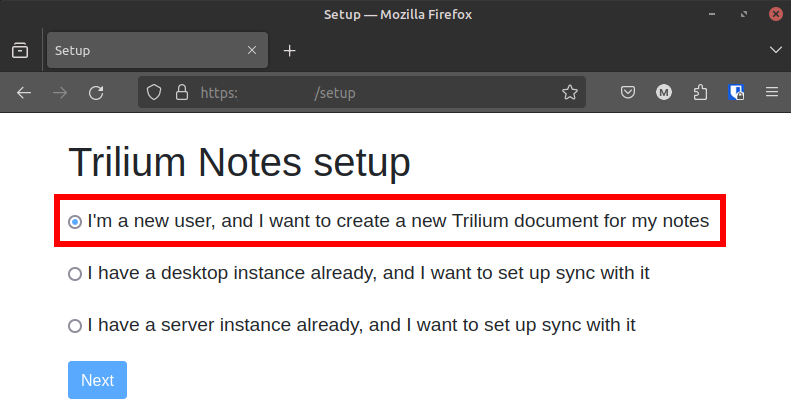 Setup — Mozilla Firefox
Setup
https: /setup
M
Trilium Notes setup
I'm a new user, and I want to create a new Trilium document for my notes
I have a desktop instance already, and I want to set up sync with it
I have a server instance already, and I want to set up sync with it
Next